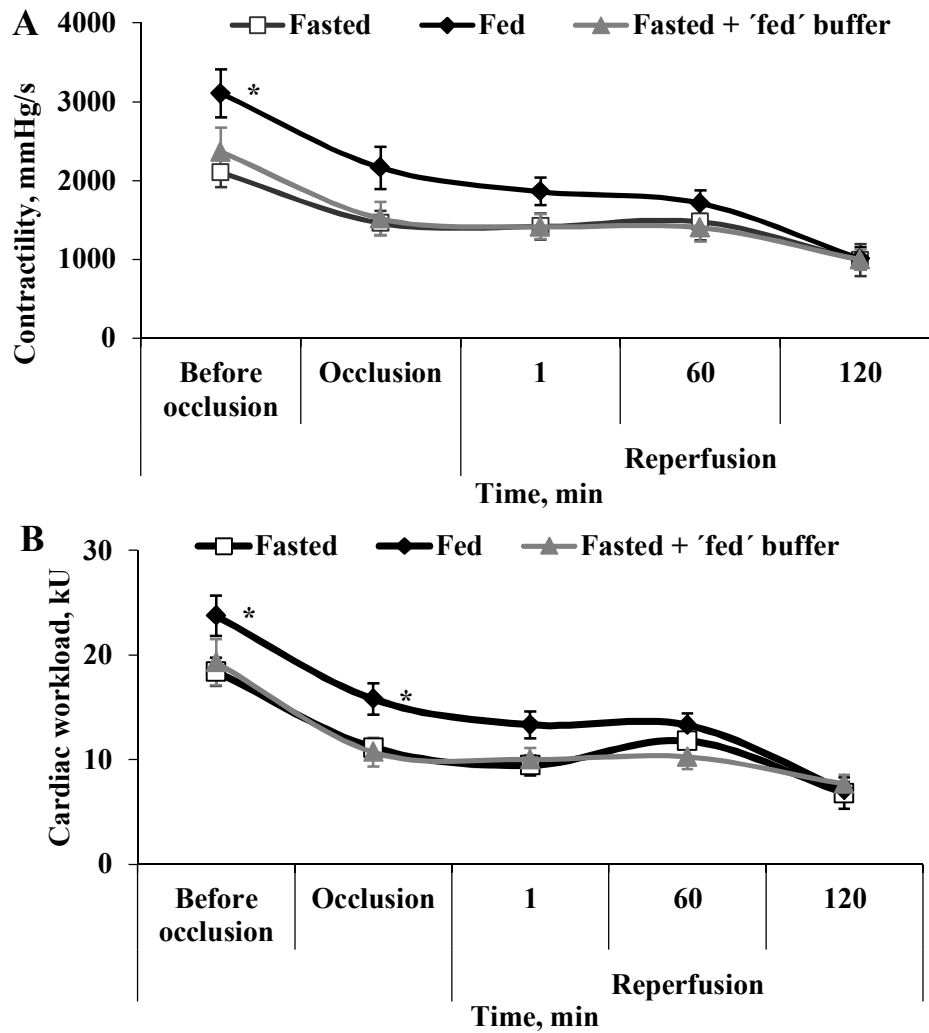 A
Fasted Fed Fasted + ´fed´ buffer
Contractility, mmHg/s
4000
3000
*
2000
1000
0
Before occlusion
Occlusion
1
60
120
Reperfusion
Time, min
B
Fasted Fed Fasted + ´fed´ buffer
Cardiac workload, kU
30
*
20
*
10
0
Before occlusion
Occlusion
1
60
120
Reperfusion
Time, min